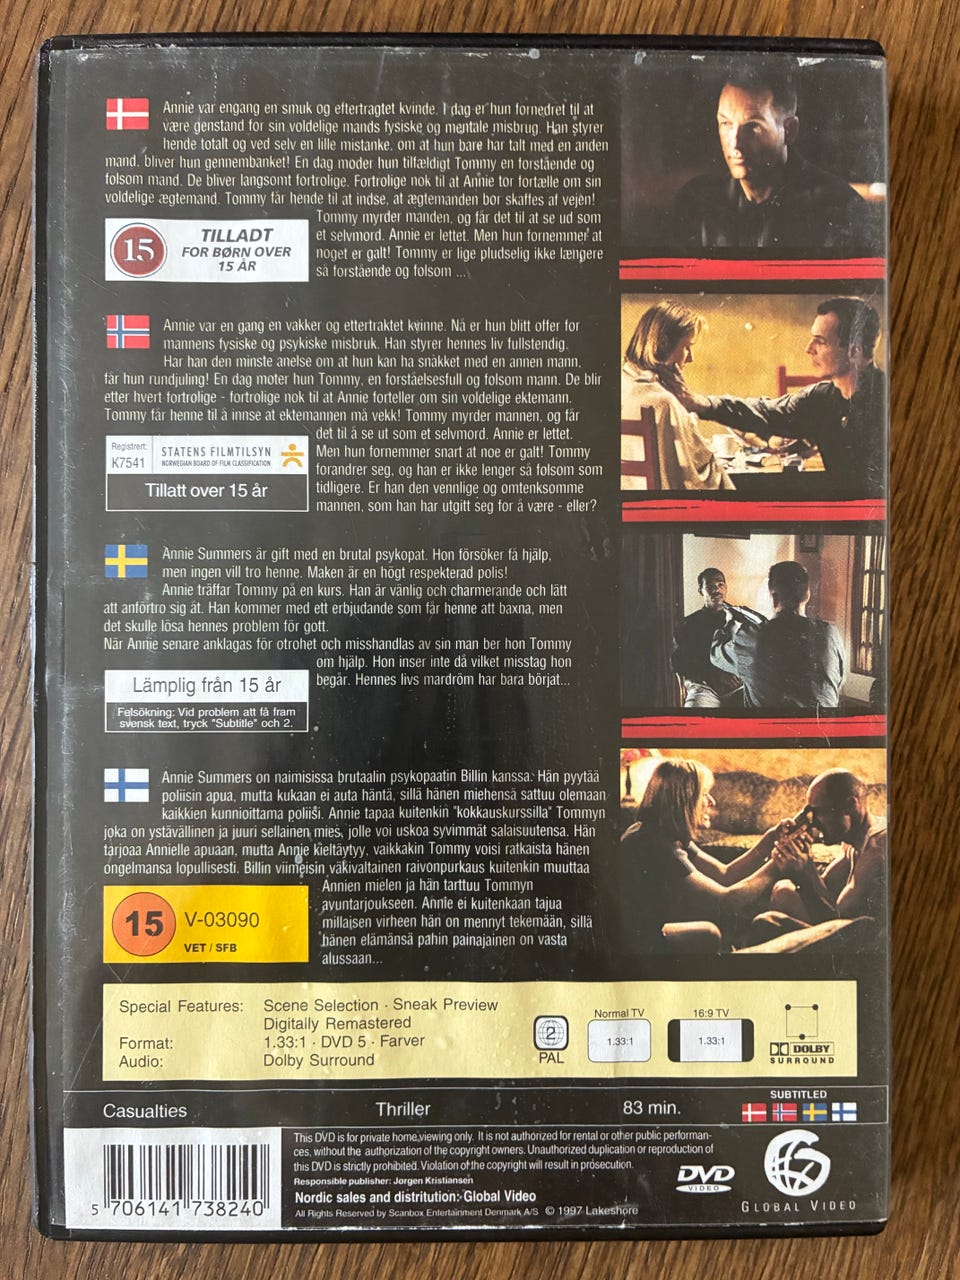 Annie var engang en smuk og eftertragtet kvinde. I dag er hun fornedret til at
være genstand for sin voldelige mands fysiske og mentale misbrug. Han styrer
hende totalt og ved selv en lille mistanke, om at hun bare har talt med en anden
mand, bliver hun gennembanket! En dag møder hun tilfældigt Tommy en forstående og
følsom mand. De bliver langsomt fortrolige. Fortrolige nok til at Annie tør fortælle om sin
voldelige ægtemand. Tommy får hende til at indse, at ægtemanden bør skaffes af vejen!
Tommy myrder manden, og får det til at se ud som
et selvmord. Annie er lettet. Men hun fornemmer at
noget er galt! Tommy er lige pludselig ikke længere
så forstående og følsom ...
15
TILLADT
FOR BØRN OVER
15 ÅR
Annie var en gang en vakker og ettertraktet kvinne. Nå er hun blitt offer for
mannens fysiske og psykiske misbruk. Han styrer hennes liv fullstendig.
Har han den minste anelse om at hun kan ha snakket med en annen mann,
får hun rundjuling! En dag møter hun Tommy, en forståelsesfull og følsom mann. De blir
etter hvert fortrolige - fortrolige nok til at Annie forteller om sin voldelige ektemann.
Tommy får henne til å innse at ektemannen må vekk! Tommy myrder mannen, og får
det til å se ut som et selvmord. Annie er lettet.
Men hun fornemmer snart at noe er galt! Tommy
forandrer seg, og han er ikke lenger så følsom som
tidligere. Er han den vennlige og omtenksomme
mannen, som han har utgitt seg for å være - eller?
Registrert:
K7541
STATENS FILMTILSYN
NORWEGIAN BOARD OF FILM CLASSIFICATION
Tillatt over 15 år
Annie Summers är gift med en brutal psykopat. Hon försöker få hjälp,
men ingen vill tro henne. Maken är en högt respekterad polis!
Annie träffar Tommy på en kurs. Han är vänlig och charmerande och lätt
att anförtro sig åt. Han kommer med ett erbjudande som får henne att baxna, men
det skulle lösa hennes problem för gott.
När Annie senare anklagas för otrohet och misshandlas av sin man ber hon Tommy
om hjälp. Hon inser inte då vilket misstag hon
begår. Hennes livs mardröm har bara börjat...
Lämplig från 15 år
Felsökning: Vid problem att få fram
svensk text, tryck "Subtitle" och 2.
Annie Summers on naimisissa brutaalin psykopaatin Billin kanssa. Hän pyytää
poliisin apua, mutta kukaan ei auta häntä, sillä hänen miehensä sattuu olemaan
kaikkien kunnioittama poliisi. Annie tapaa kuitenkin "kokkauskurssilla" Tommyn
joka on ystävällinen ja juuri sellainen mies, jolle voi uskoa syvimmät salaisuutensa. Hän
tarjoaa Annielle apuaan, mutta Annie kieltäytyy, vaikkakin Tommy voisi ratkaista hänen
ongelmansa lopullisesti. Billin viimeisin väkivaltainen raivonpurkaus kuitenkin muuttaa
Annien mielen ja hän tarttuu Tommyn
avuntarjoukseen. Annie ei kuitenkaan tajua
millaisen virheen hän on mennyt tekemään, sillä
hänen elämänsä pahin painajainen on vasta
alussaan...
15
V-03090
VET / SFB
Special Features: Scene Selection · Sneak Preview
Digitally Remastered
Format: 1.33:1 · DVD 5 · Farver
Audio: Dolby Surround
2
PAL
Normal TV
1.33:1
16:9 TV
1.33:1
DOLBY
SURROUND
Casualties Thriller 83 min.
SUBTITLED
5 706141 738240
This DVD is for private home viewing only. It is not authorized for rental or other public performan-
ces, without the authorization of the copyright owners. Unauthorized duplication or reproduction of
this DVD is strictly prohibited. Violation of the copyright will result in prosecution.
Responsible publisher: Jørgen Kristiansen
Nordic sales and distritution: Global Video
All Rights Reserved by Scanbox Entertainment Denmark A/S © 1997 Lakeshore
DVD
VIDEO
GLOBAL VIDEO